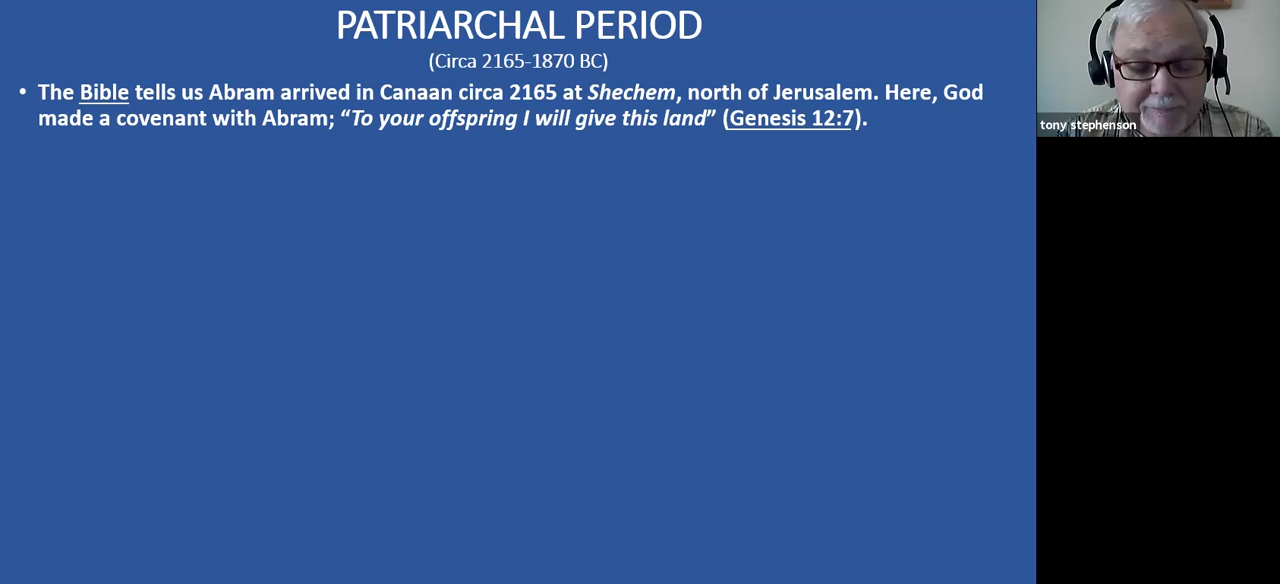 PATRIARCHAL PERIOD
(Circa 2165-1870 BC)
• The Bible tells us Abram arrived in Canaan circa 2165 at Shechem, north of Jerusalem. Here, God
made a covenant with Abram; “To your offspring I will give this land” (Genesis 12:7).
tony stephenson